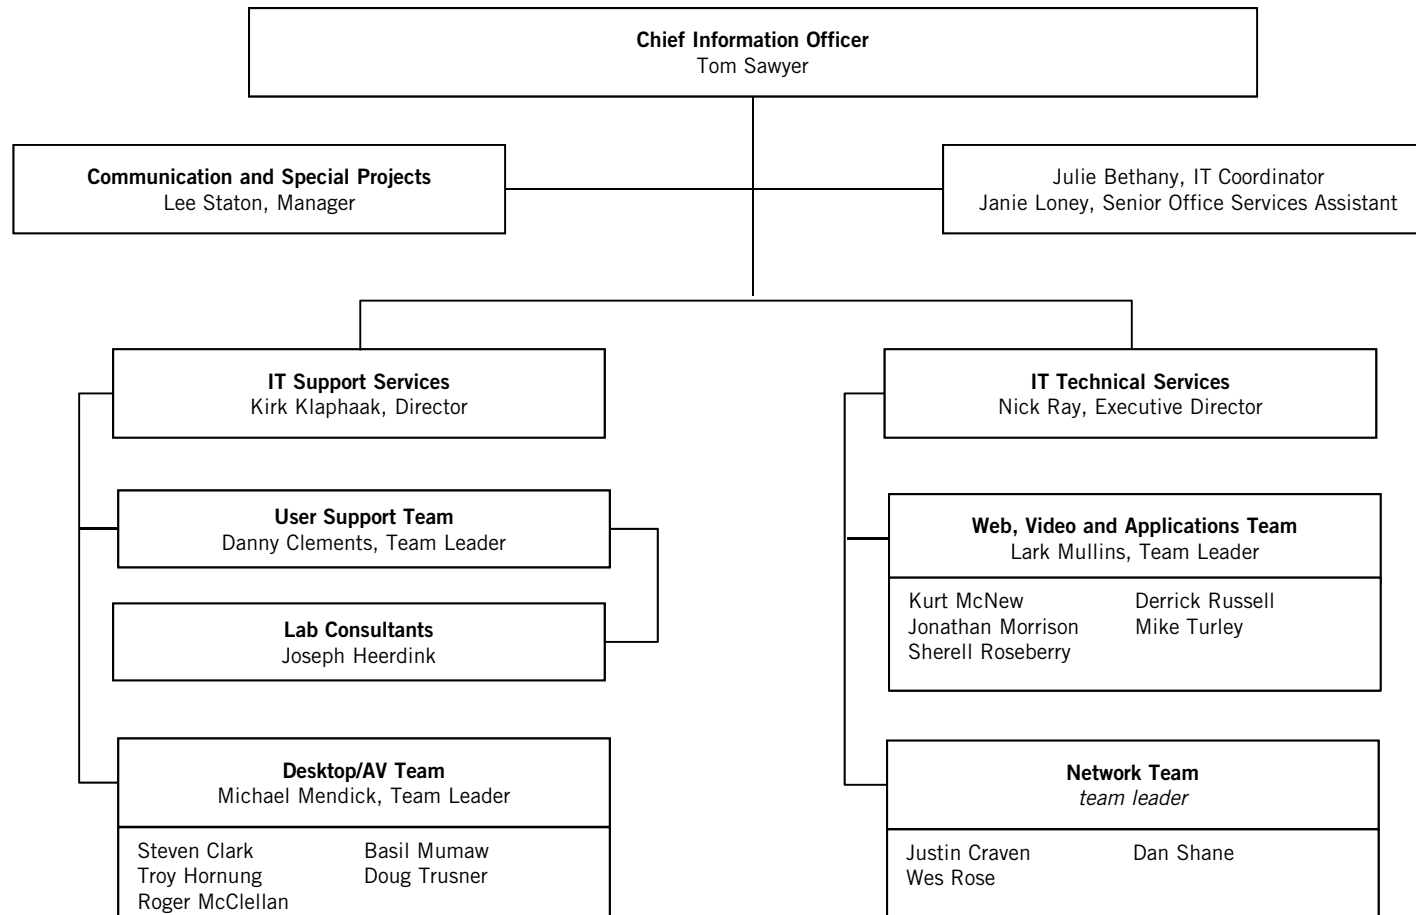 Chief Information Officer
Tom Sawyer
Communication and Special Projects
Lee Staton, Manager
Julie Bethany, IT Coordinator
Janie Loney, Senior Office Services Assistant
IT Support Services
Kirk Klaphaak, Director
IT Technical Services
Nick Ray, Executive Director
User Support Team
Danny Clements, Team Leader
Lab Consultants
Joseph Heerdink
Web, Video and Applications Team
Lark Mullins, Team Leader
Kurt McNew
Jonathan Morrison
Sherell Roseberry
Derrick Russell
Mike Turley
Desktop/AV Team
Michael Mendick, Team Leader
Steven Clark
Troy Hornung
Roger McClellan
Basil Mumaw
Doug Trusner
Network Team
team leader
Justin Craven
Wes Rose
Dan Shane